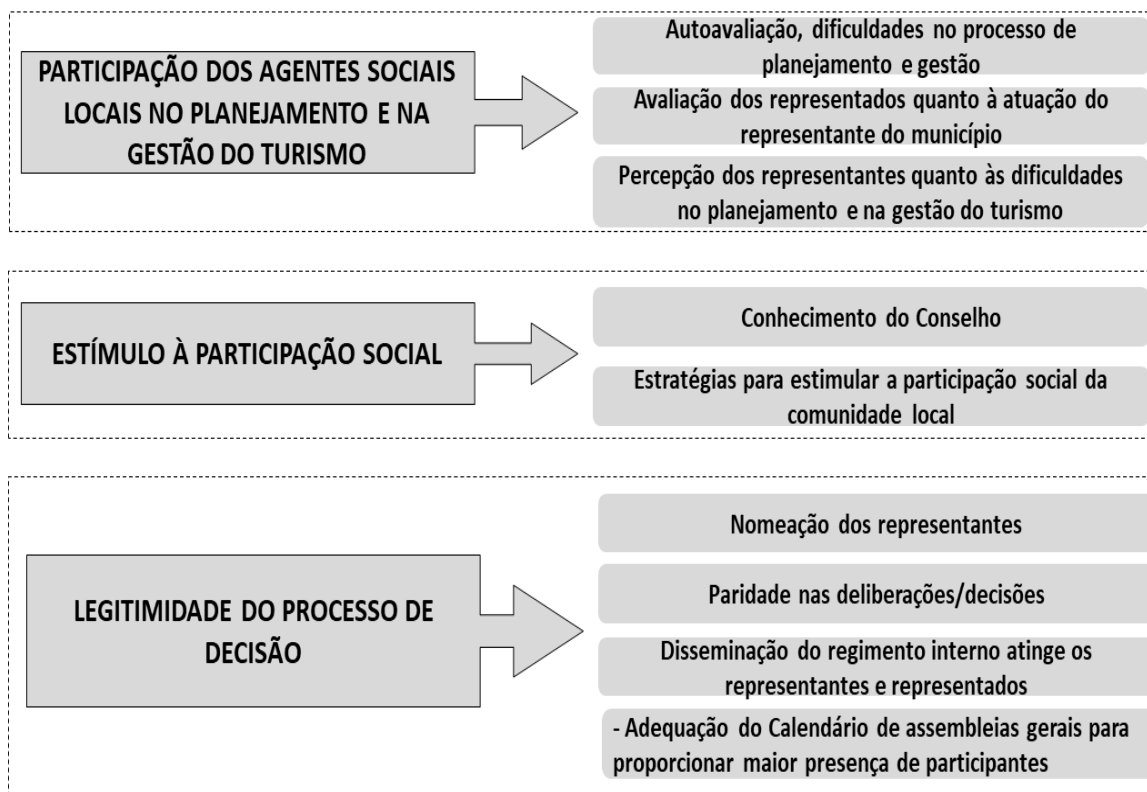 PARTICIPAÇÃO DOS AGENTES SOCIAIS
LOCAIS NO PLANEJAMENTO E NA
GESTÃO DO TURISMO
Autoavaliação, dificuldades no processo de
planejamento e gestão
Avaliação dos representados quanto à atuação do
representante do município
Percepção dos representantes quanto às dificuldades
no planejamento e na gestão do turismo
ESTÍMULO À PARTICIPAÇÃO SOCIAL
Conhecimento do Conselho
Estratégias para estimular a participação social da
comunidade local
LEGITIMIDADE DO PROCESSO DE
DECISÃO
Nomeação dos representantes
Paridade nas deliberações/decisões
Disseminação do regimento interno atinge os
representantes e representados
- Adequação do Calendário de assembleias gerais para
proporcionar maior presença de participantes